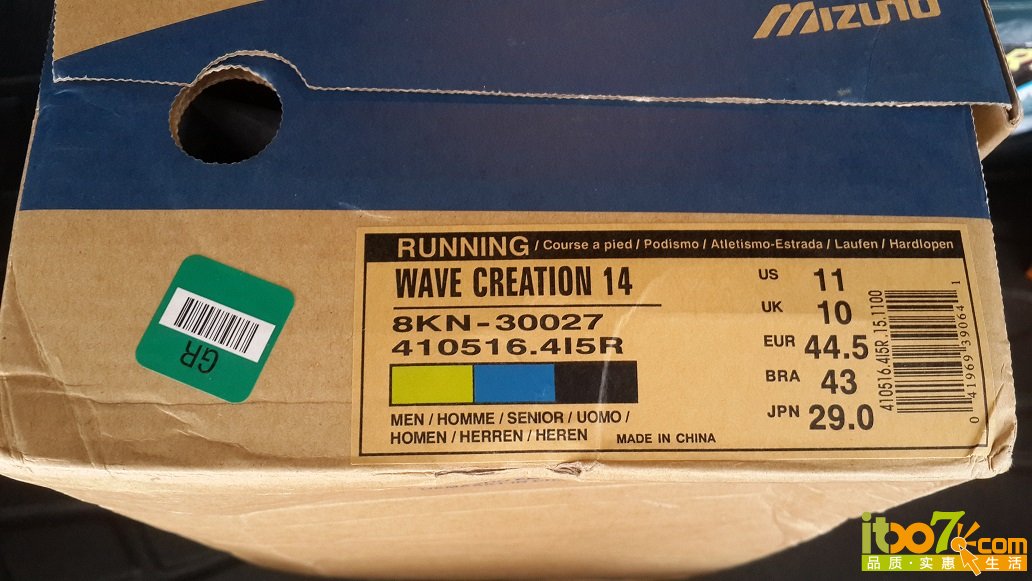 MIZUNO
RUNNING / Course a pied / Podismo / Atletismo-Estrada / Laufen / Hardlopen
WAVE CREATION 14
8KN-30027
410516.4I5R
MEN / HOMME / SENIOR / UOMO /
HOMEN / HERREN / HEREN
MADE IN CHINA
US 11
UK 10
EUR 44.5
BRA 43
JPN 29.0
410516.4I5R.15.1100
0 41969 39064 1
GR
itbo7.com
品质·实惠·生活